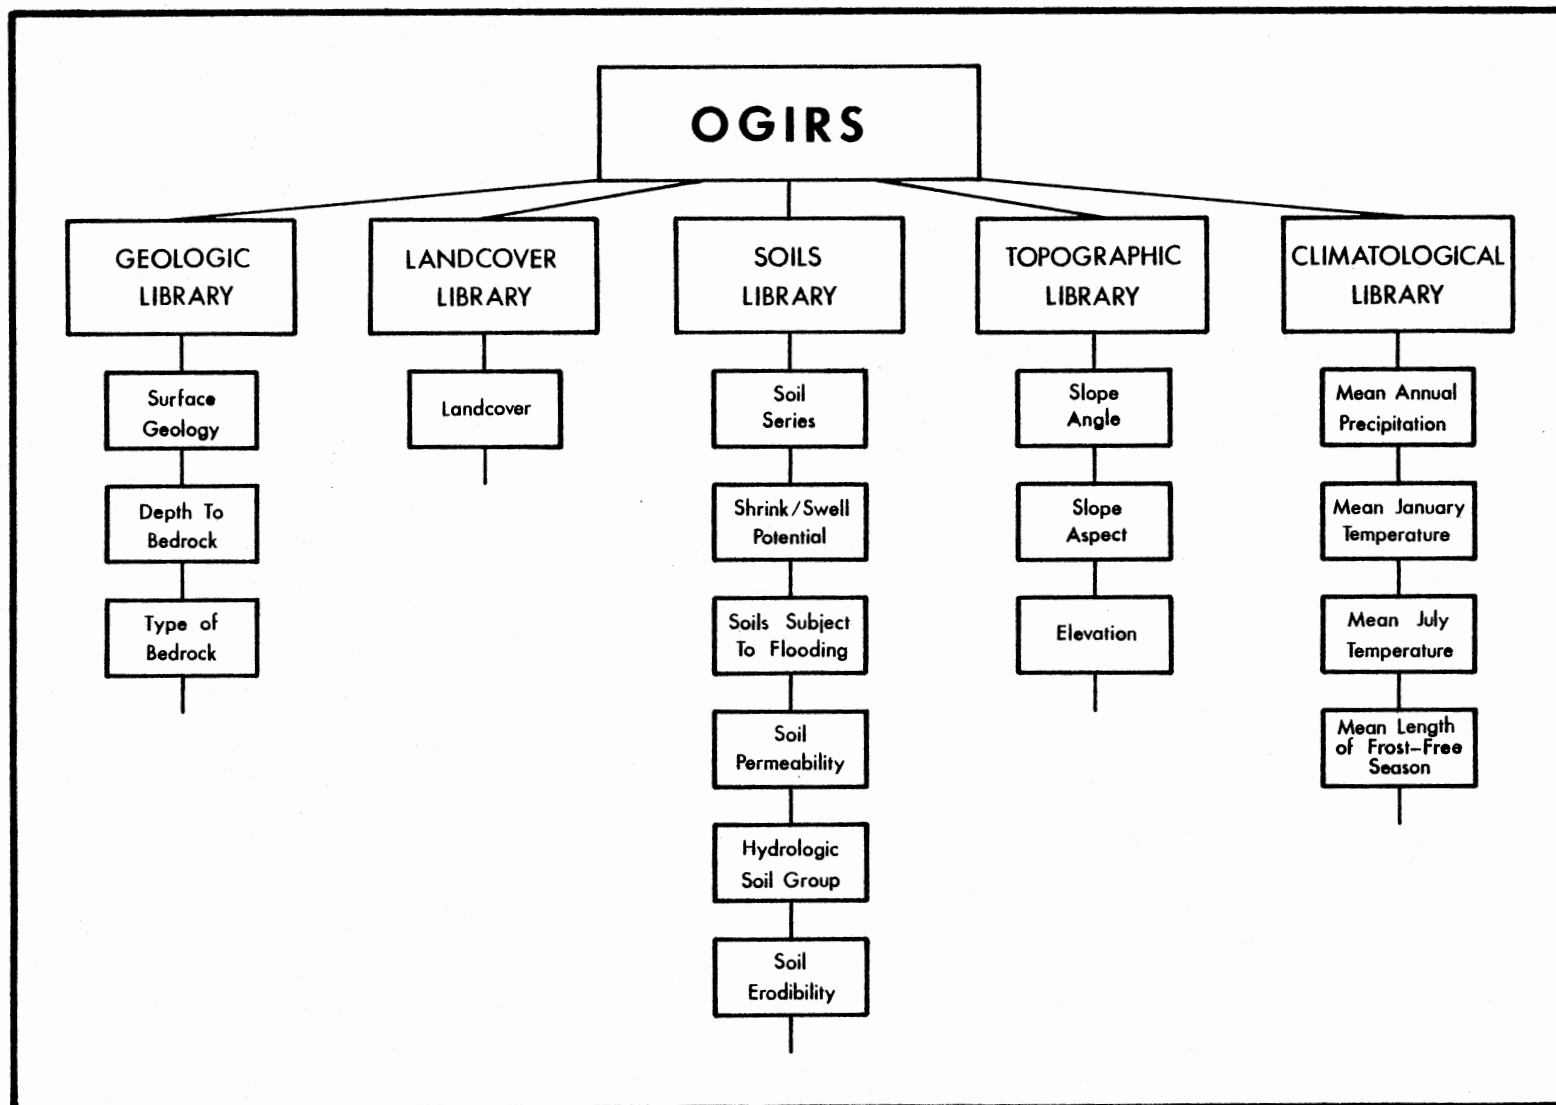 OGIRS
GEOLOGIC
LIBRARY
Surface
Geology
Depth To
Bedrock
Type of
Bedrock
LANDCOVER
LIBRARY
Landcover
SOILS
LIBRARY
Soil
Series
Shrink/Swell
Potential
Soils Subject
To Flooding
Soil
Permeability
Hydrologic
Soil Group
Soil
Erodibility
TOPOGRAPHIC
LIBRARY
Slope
Angle
Slope
Aspect
Elevation
CLIMATOLOGICAL
LIBRARY
Mean Annual
Precipitation
Mean January
Temperature
Mean July
Temperature
Mean Length
of Frost-Free
Season